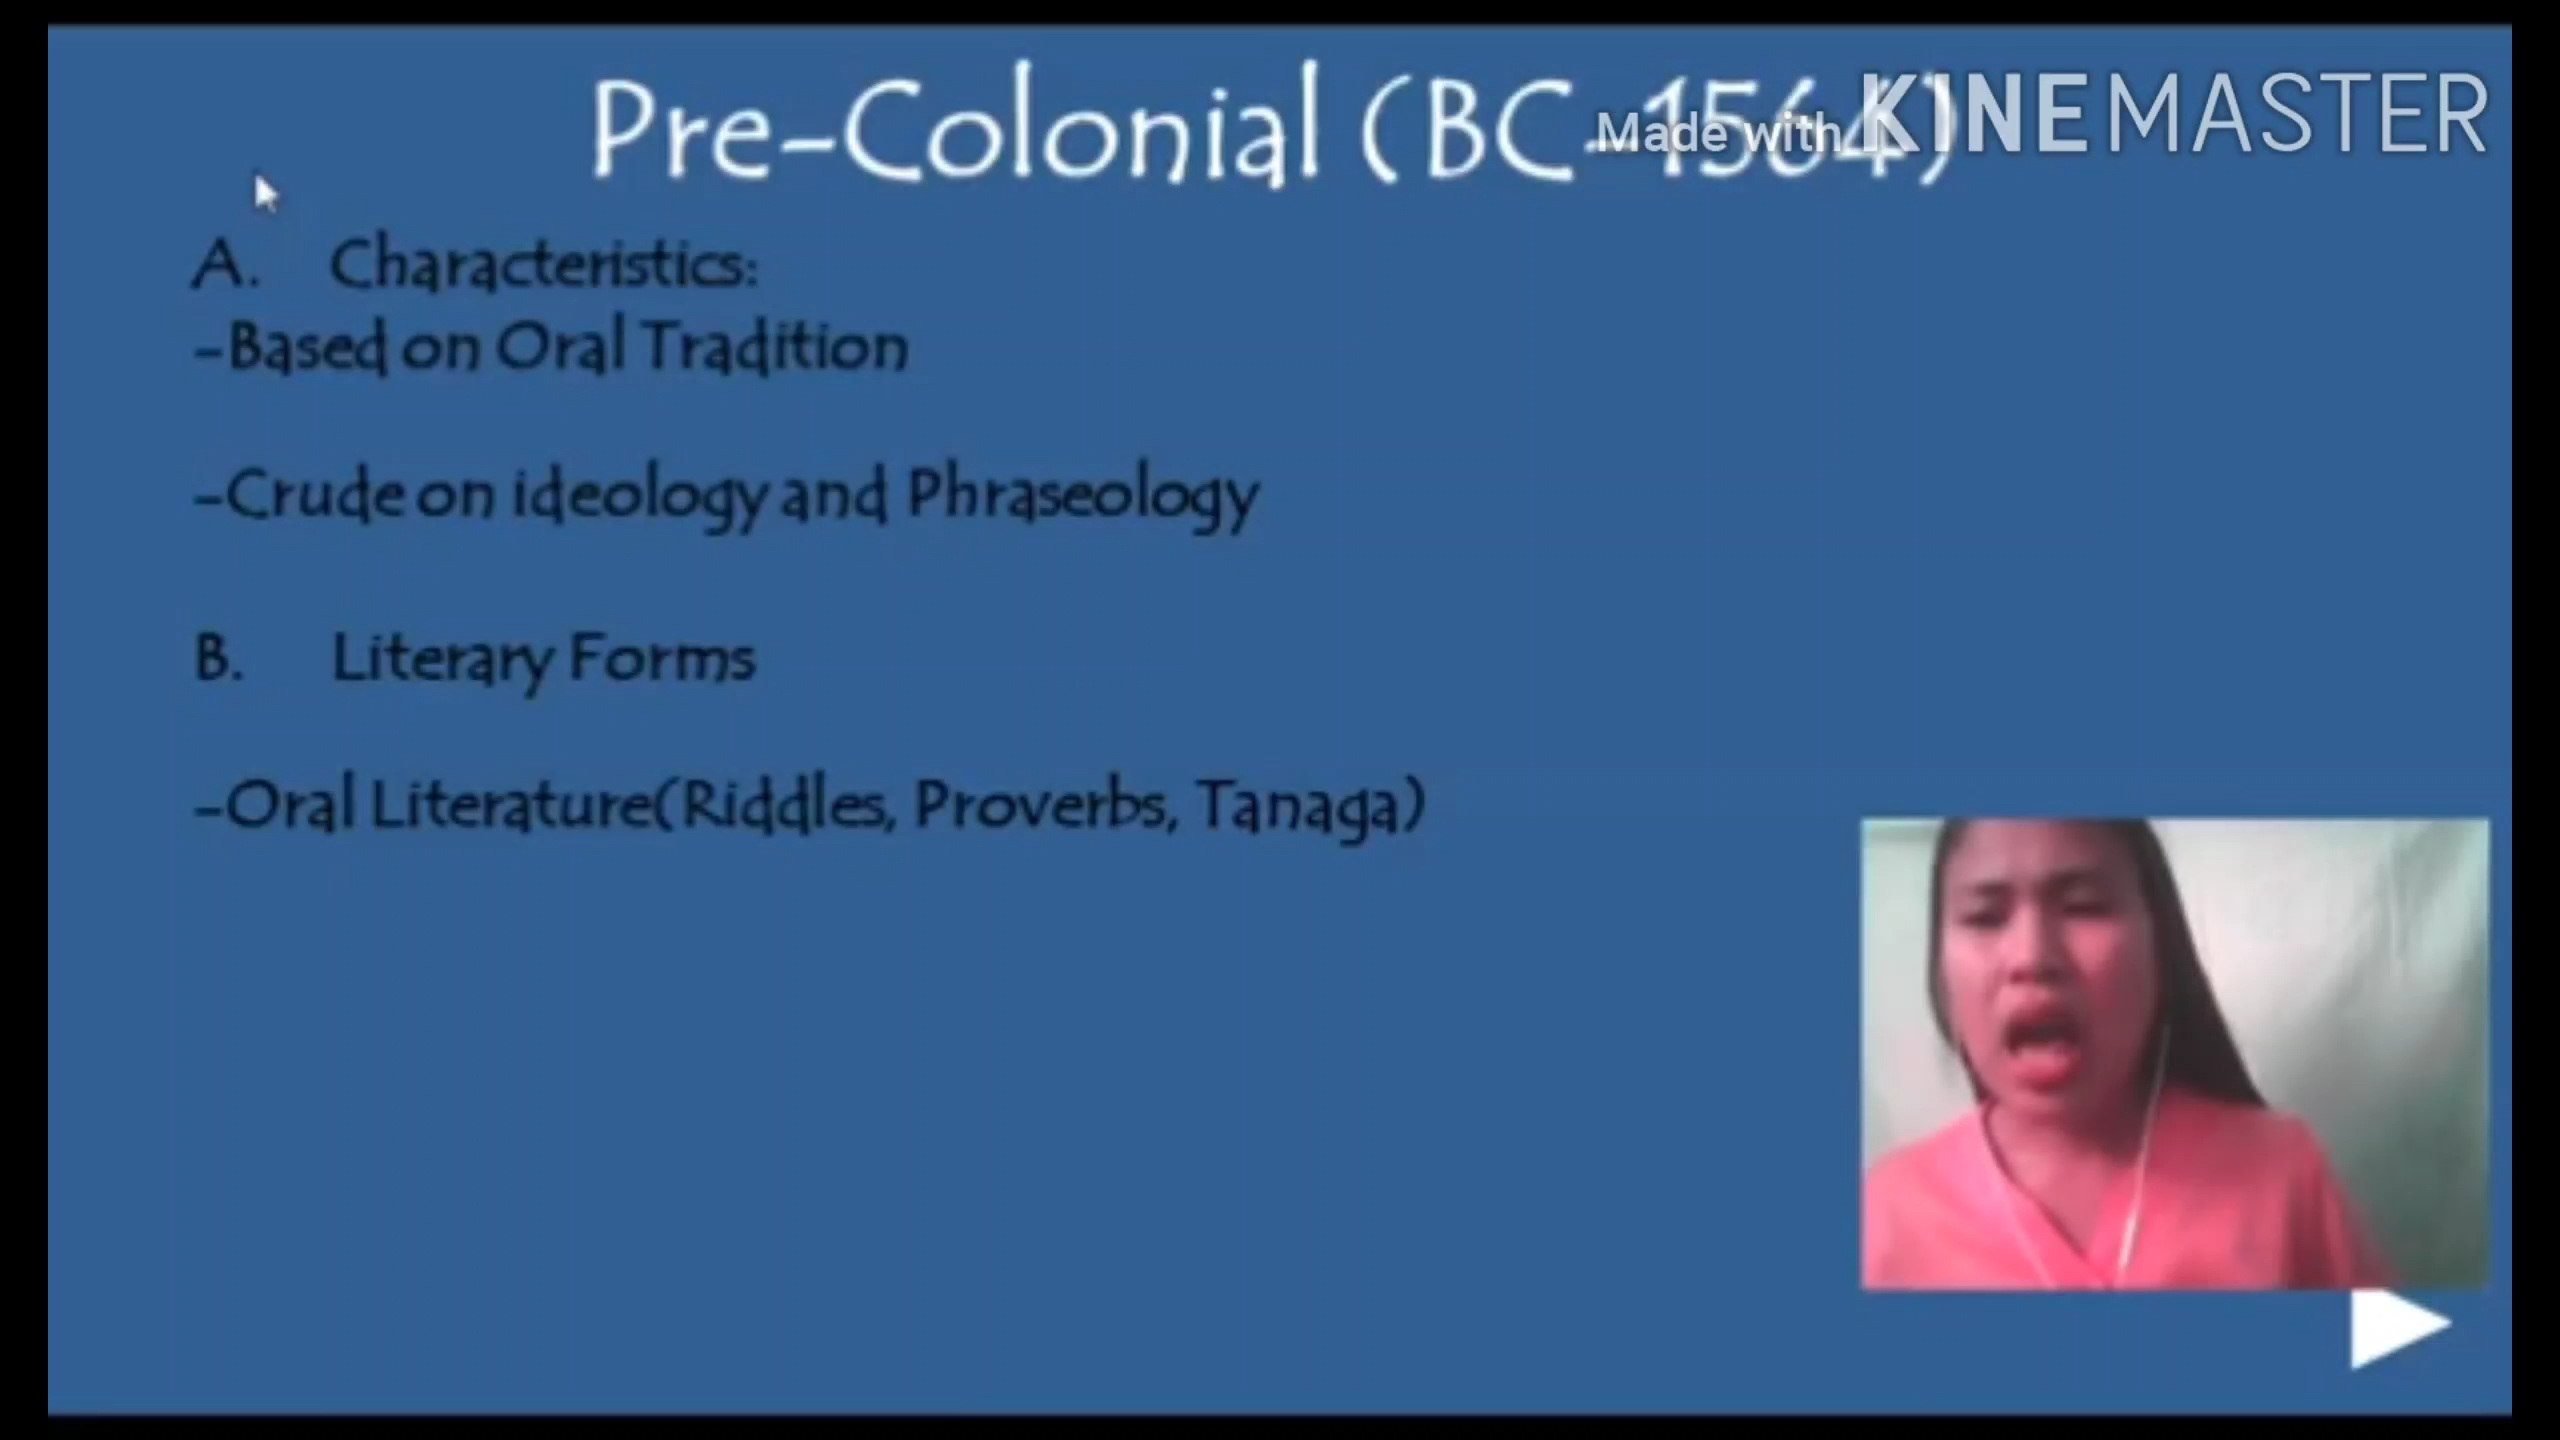 Pre-Colonial (BC-1564)
Made with KINEMASTER
A. Characteristics:
-Based on Oral Tradition
-Crude on ideology and Phraseology
B. Literary Forms
-Oral Literature(Riddles, Proverbs, Tanaga)